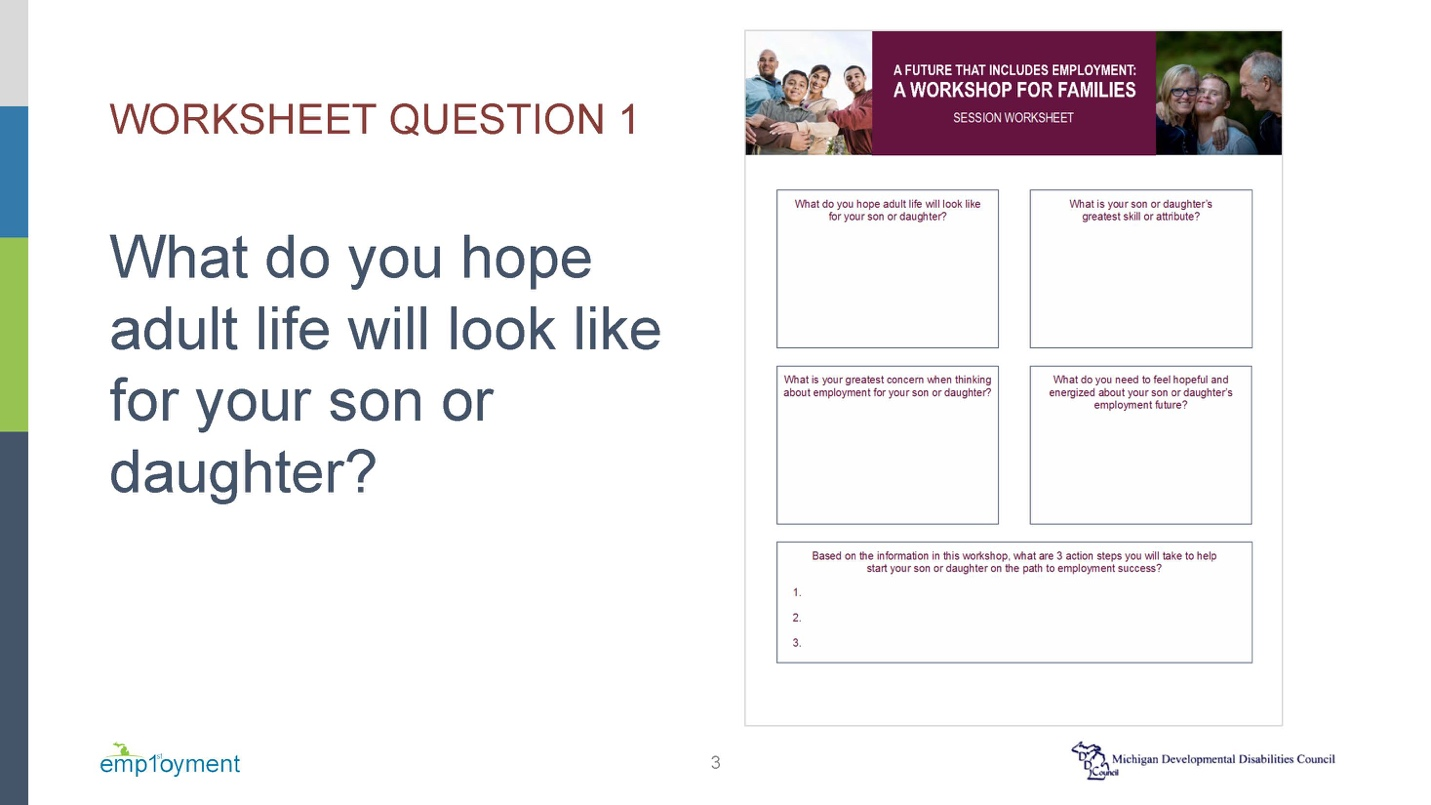 WORKSHEET QUESTION 1
What do you hope
adult life will look like
for your son or
daughter?
A FUTURE THAT INCLUDES EMPLOYMENT:
A WORKSHOP FOR FAMILIES
SESSION WORKSHEET
What do you hope adult life will look like
for your son or daughter?
What is your son or daughter's
greatest skill or attribute?
What is your greatest concern when thinking
about employment for your son or daughter?
What do you need to feel hopeful and
energized about your son or daughter's
employment future?
Based on the information in this workshop, what are 3 action steps you will take to help
start your son or daughter on the path to employment success?
1.
2.
3.
emp1stoyment
3
DD Council
Michigan Developmental Disabilities Council